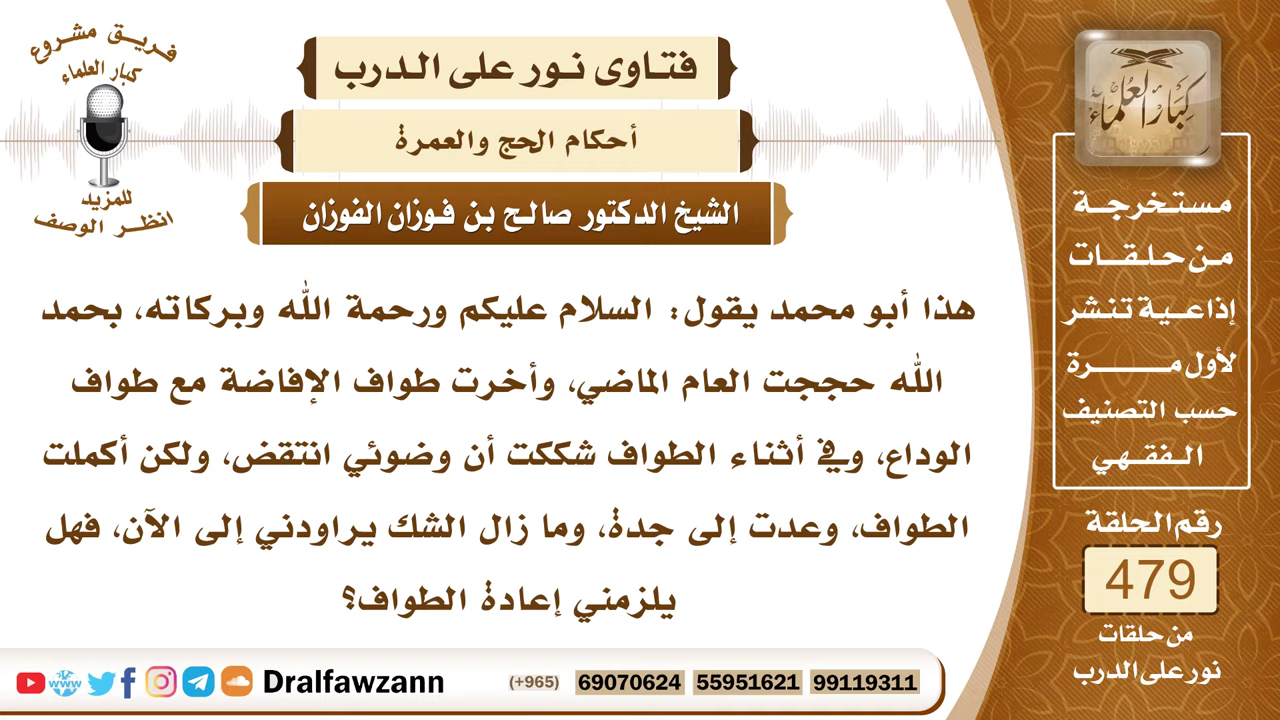 فريق مشروع
كبار العلماء
للمزيد
انظر الوصف
فتاوى نور على الدرب
أحكام الحج والعمرة
الشيخ الدكتور صالح بن فوزان الفوزان
هذا أبو محمد يقول: السلام عليكم ورحمة الله وبركاته، بحمد
الله حججت العام الماضي، وأخرت طواف الإفاضة مع طواف
الوداع، وفي أثناء الطواف شككت أن وضوئي انتقض، ولكن أكملت
الطواف، وعدت إلى جدة، وما زال الشك يراودني إلى الآن، فهل
يلزمني إعادة الطواف؟
كِبَارُ العُلَمَاء
مستخرجة
من حلقات
إذاعية تنشر
لأول مرة
حسب التصنيف
الفقهي
رقم الحلقة
479
من حلقات
نور على الدرب
www
Dralfawzann
(+965) 69070624 55951621 99119311